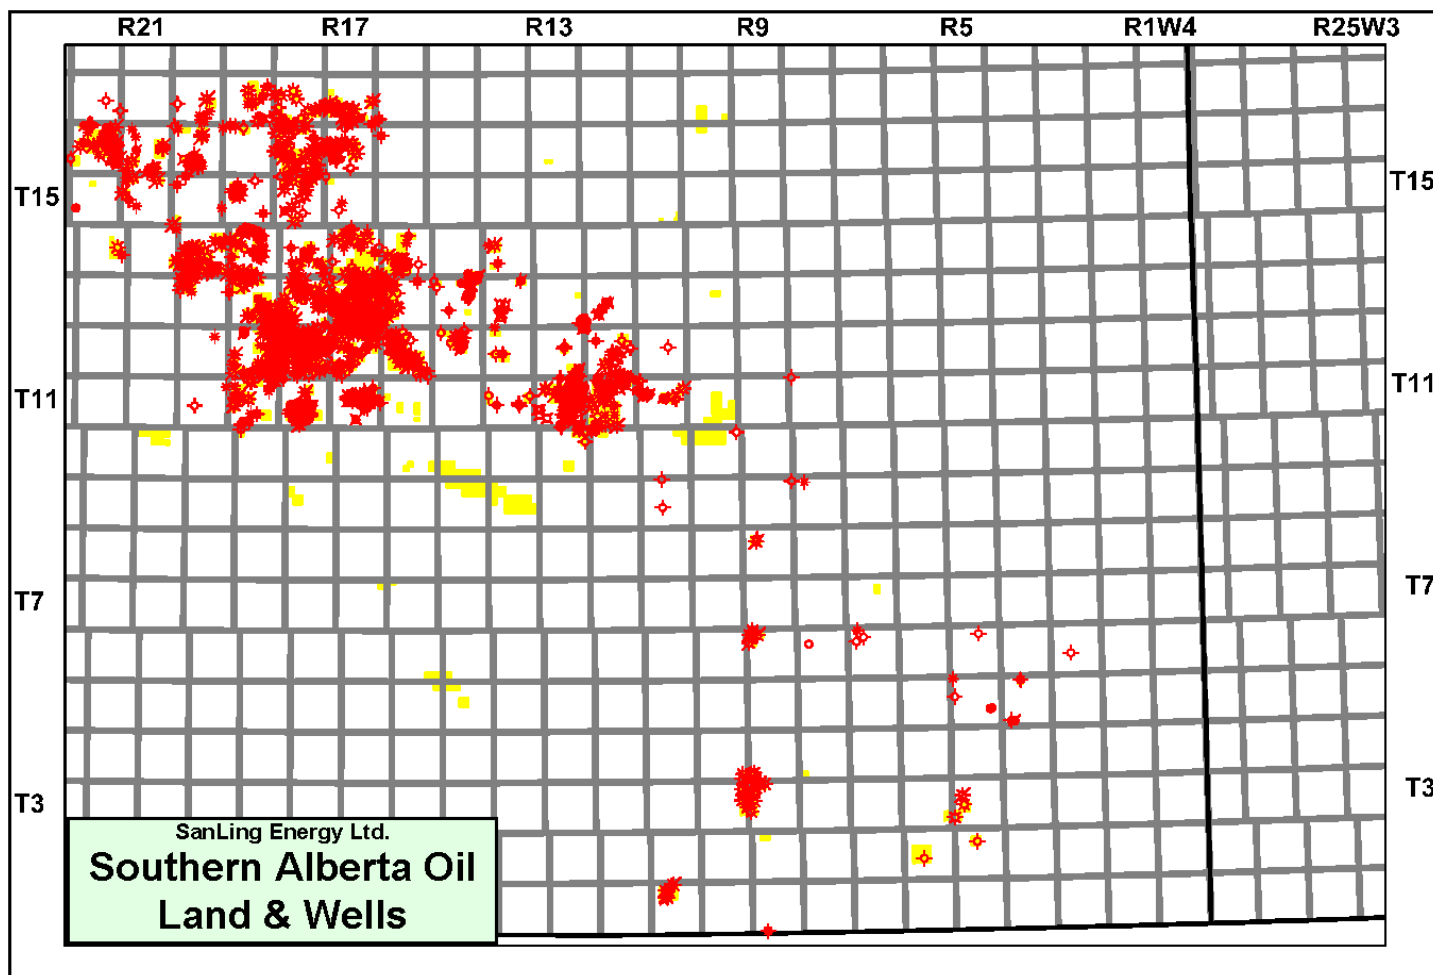 R21 R17 R13 R9 R5 R1W4 R25W3
T15 T15
T11 T11
T7 T7
T3 T3
SanLing Energy Ltd.
Southern Alberta Oil
Land & Wells